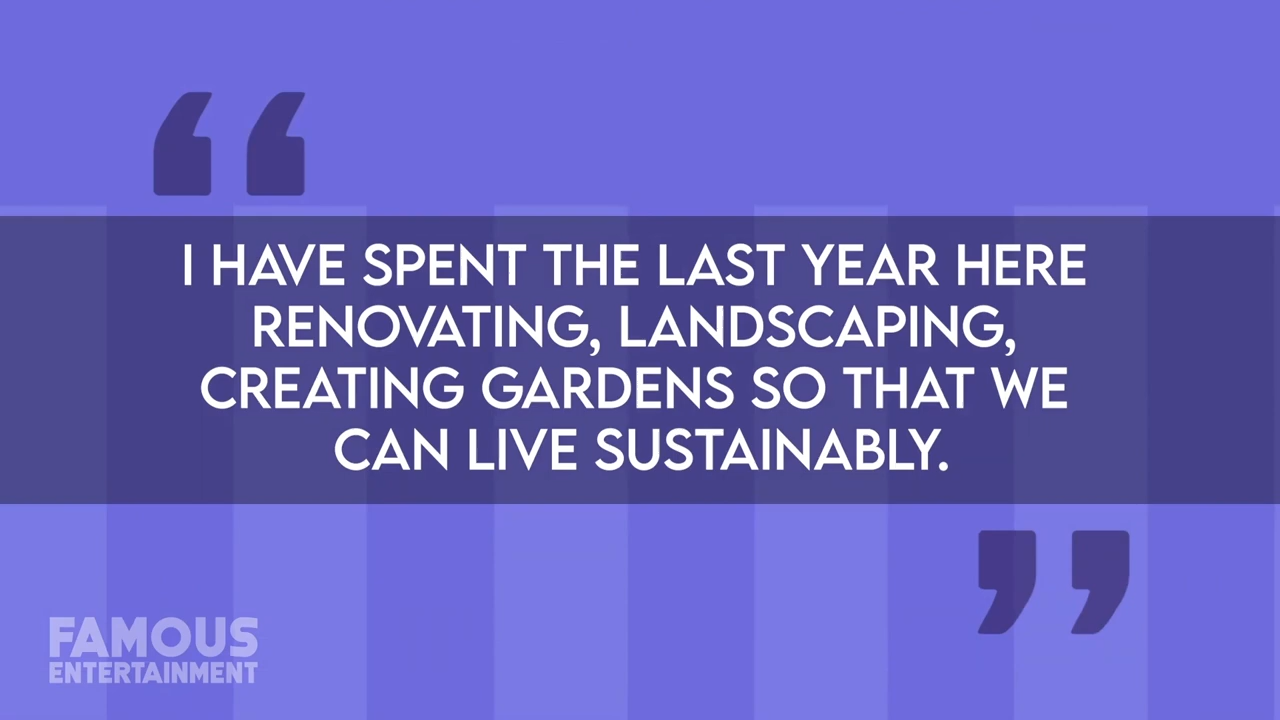 I HAVE SPENT THE LAST YEAR HERE
RENOVATING, LANDSCAPING,
CREATING GARDENS SO THAT WE
CAN LIVE SUSTAINABLY.
FAMOUS
ENTERTAINMENT